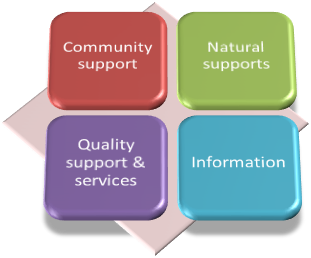 Community
support
Natural
supports
Quality
support &
services
Information